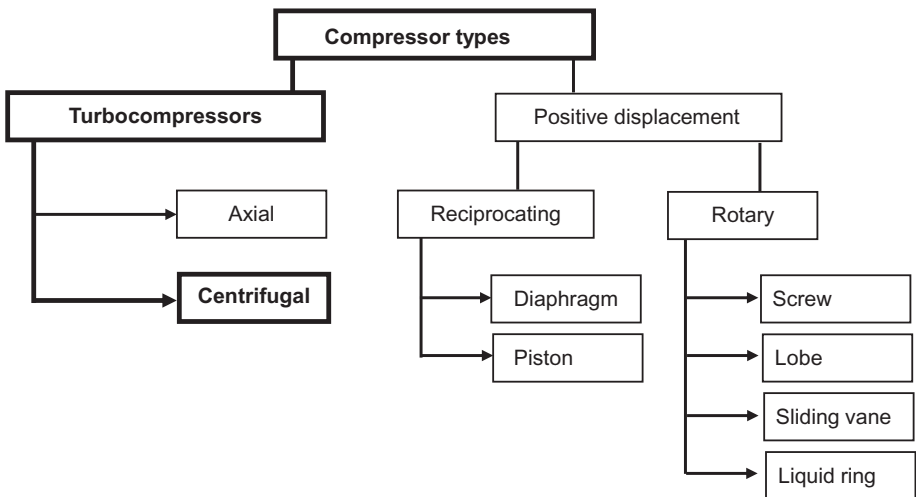 Compressor types
Turbocompressors
Positive displacement
Axial
Reciprocating
Rotary
Centrifugal
Diaphragm
Screw
Piston
Lobe
Sliding vane
Liquid ring